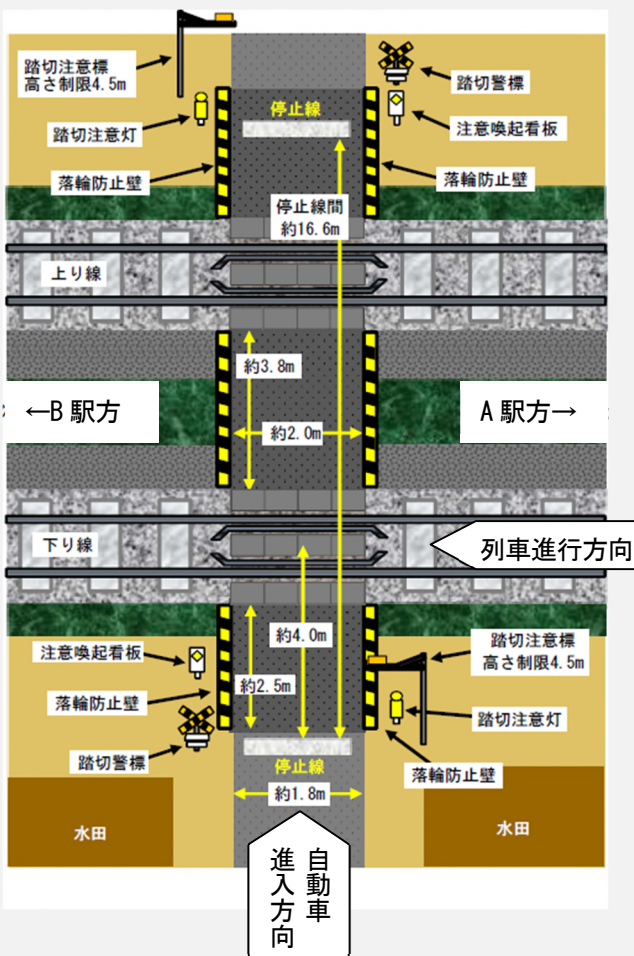 踏切注意標
高さ制限4.5m
踏切注意灯
落輪防止壁
停止線
踏切警標
注意喚起看板
落輪防止壁
停止線間
約16.6m
上り線
約3.8m
←B 駅方
A 駅方→
約2.0m
下り線
列車進行方向
注意喚起看板
落輪防止壁
踏切警標
約4.0m
約2.5m
踏切注意標
高さ制限4.5m
踏切注意灯
落輪防止壁
停止線
約1.8m
水田
水田
自動車
進入方向